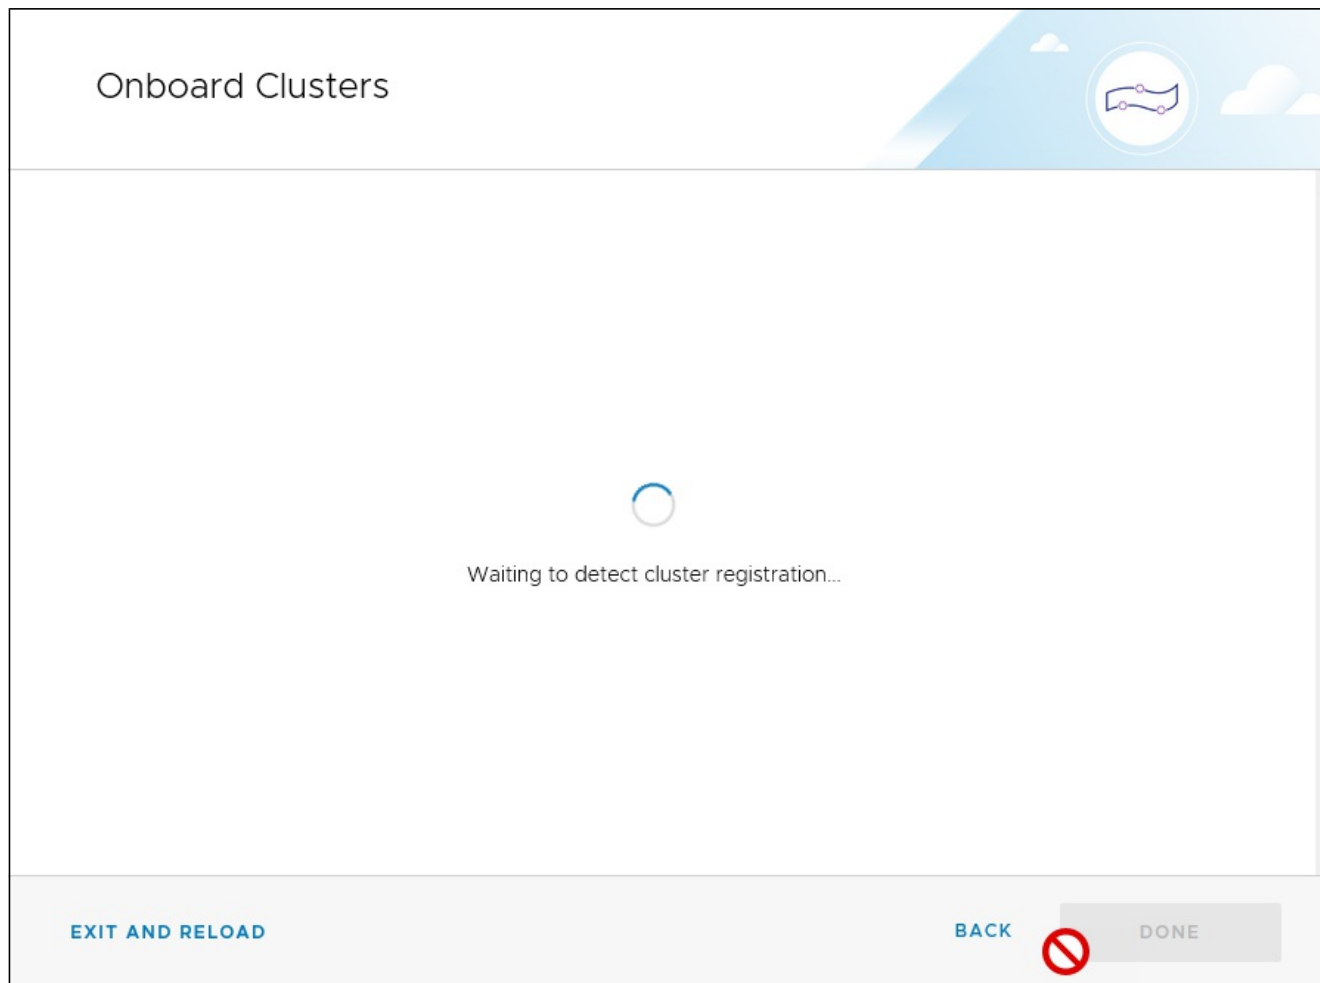 Onboard Clusters
Waiting to detect cluster registration...
EXIT AND RELOAD
BACK
DONE